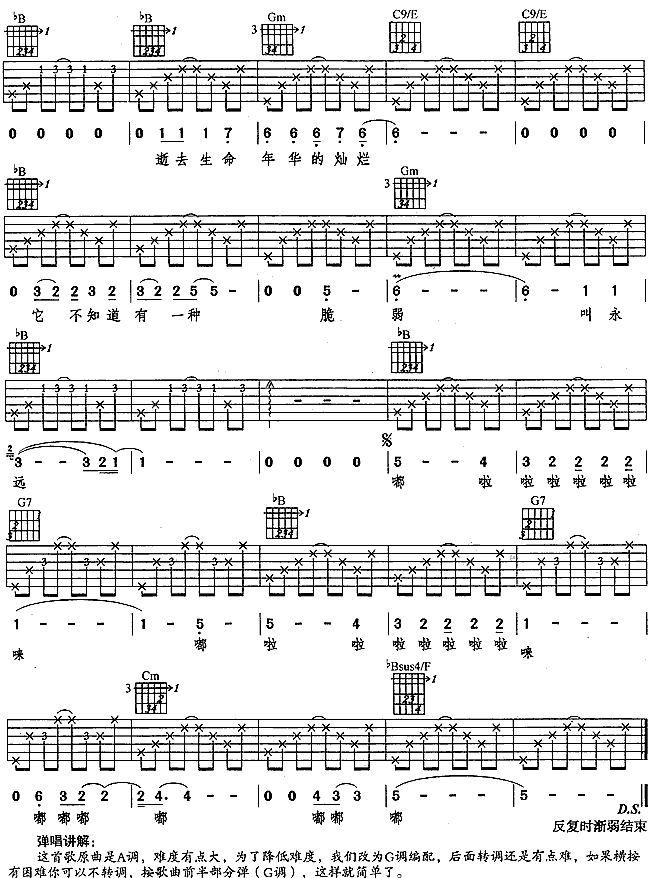 ♭B ♭B Gm C9/E C9/E
3
0 0 0 0 | 0 1 1 1 7 | 6 6 6 7 6 | 6 - - - | 0 0 0 0
逝去生命 年华的灿烂
♭B Gm
3
0 3 2 2 3 2 | 3 2 2 5 5 - | 0 0 5 - | 6 - - - | 6 - 1 1
它 不知道有一种 脆 弱 叫永
♭B ♭B
3 - - 3 2 1 | 1 - - - | 0 0 0 0 | 5 - - 4 | 3 2 2 2 2
远 嘟 啦 啦啦啦啦啦
G7 ♭B G7
1 - - - | 1 - 5 - | 5 - - 4 | 3 2 2 2 2 | 1 - - -
咪 嘟 啦 啦 啦啦啦啦啦 咪
Cm ♭Bsus4/F
3
0 6 3 2 2 | 2 4. 4 - - | 0 0 4 3 3 | 5 - - - | 5 - - -
嘟 嘟嘟 嘟 嘟嘟 嘟
D.S.
反复时渐弱结束
弹唱讲解：
这首歌原曲是A调，难度有点大，为了降低难度，我们改为G调编配，后面转调还是有点难，如果横按
有困难你可以不转调，按歌曲前半部分弹（G调），这样就简单了。